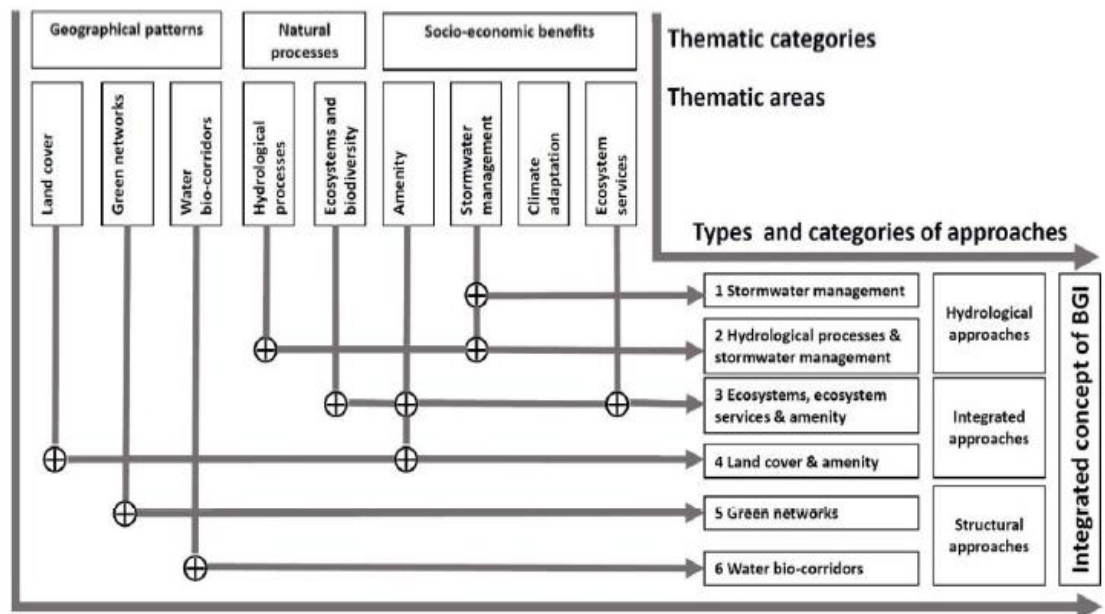 Geographical patterns
Natural
processes
Socio-economic benefits
Thematic categories
Thematic areas
Land cover
Green networks
Water
bio-corridors
Hydrological
processes
Ecosystems and
biodiversity
Amenity
Stormwater
management
Climate
adaptation
Ecosystem
services
Types and categories of approaches
1 Stormwater management
2 Hydrological processes &
stormwater management
Hydrological
approaches
3 Ecosystems, ecosystem
services & amenity
4 Land cover & amenity
Integrated
approaches
5 Green networks
6 Water bio-corridors
Structural
approaches
Integrated concept of BGI